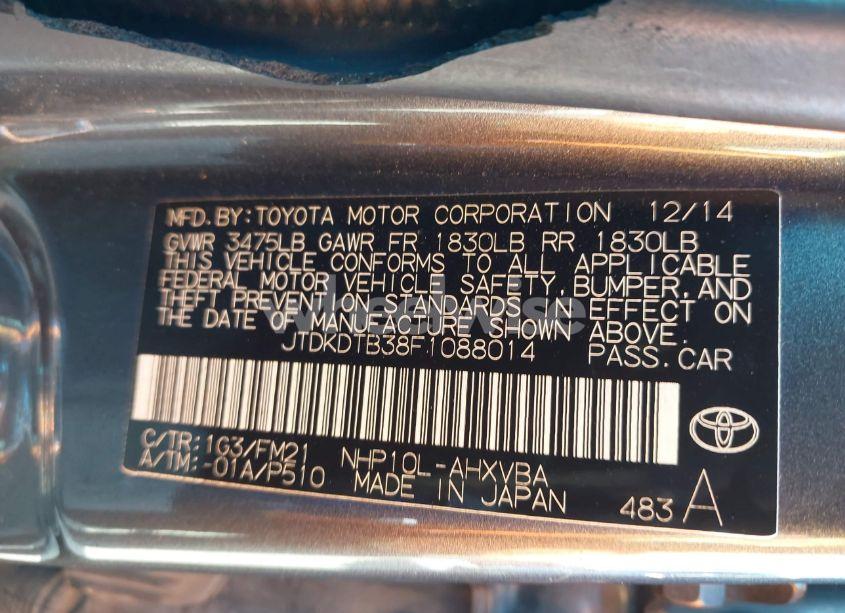 MFD. BY: TOYOTA MOTOR CORPORATION 12/14
GVWR 3475LB GAWR FR 1830LB RR 1830LB
THIS VEHICLE CONFORMS TO ALL APPLICABLE
FEDERAL MOTOR VEHICLE SAFETY, BUMPER, AND
THEFT PREVENTION STANDARDS IN EFFECT ON
THE DATE OF MANUFACTURE SHOWN ABOVE.
JTDKDTB38F1088014 PASS. CAR
C/TR: 1G3/FM21 NHP10L-AHXVBA
A/TM: -01A/P510 MADE IN JAPAN 483 A